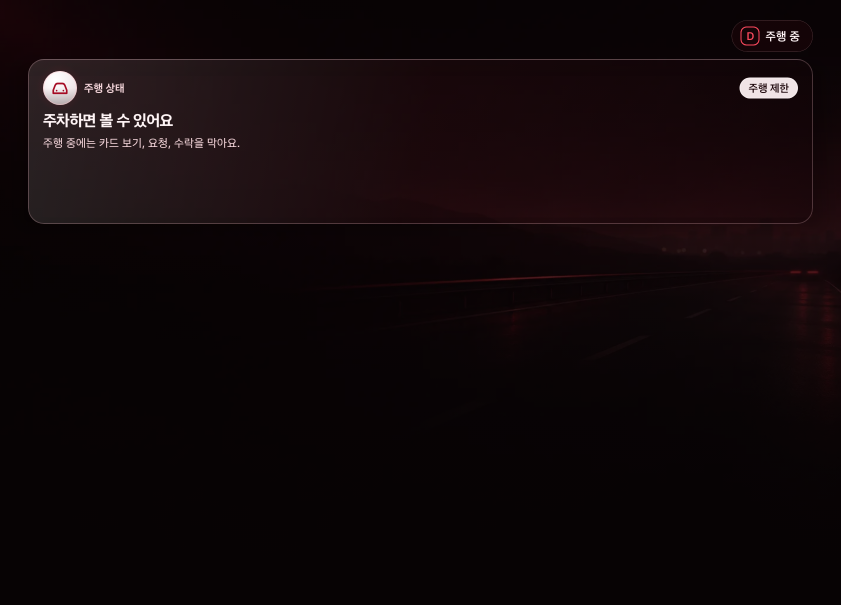 D 주행 중
주행 상태
주행 제한
주차하면 볼 수 있어요
주행 중에는 카드 보기, 요청, 수락을 막아요.